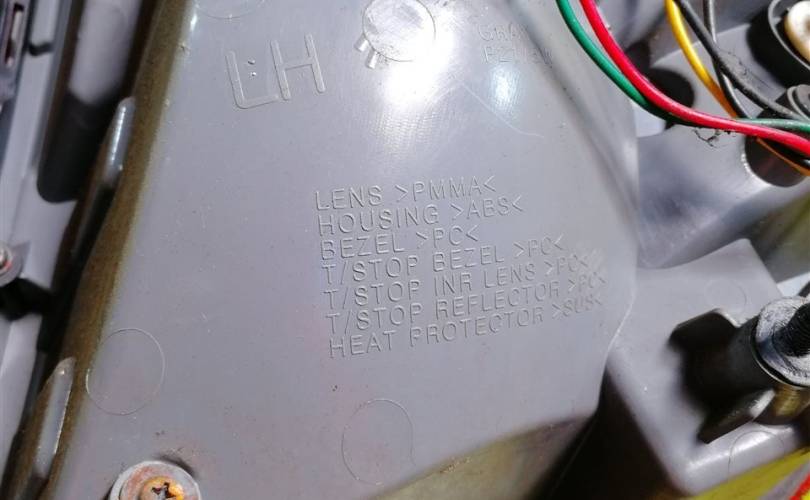 LH
LENS >PMMA<
HOUSING >ABS<
BEZEL >PC<
T/STOP BEZEL >PC<
T/STOP INR LENS >PC<
T/STOP REFLECTOR >PC<
HEAT PROTECTOR >SUS<